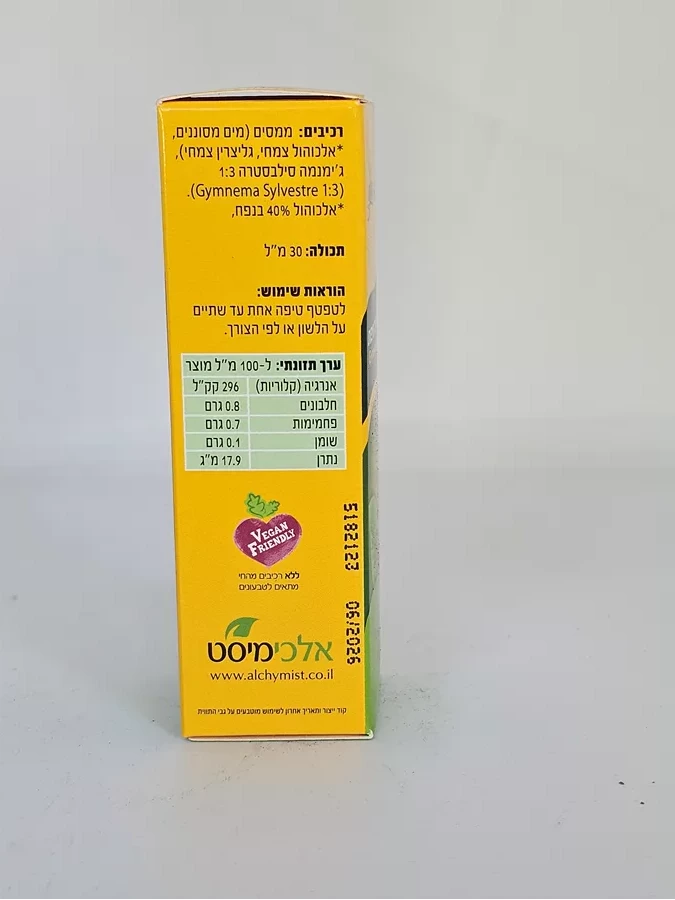 רכיבים: ממסים (מים מסוננים,
*אלכוהול צמחי, גליצרין צמחי),
ג'ימנמה סילבסטרה 1:3
(Gymnema Sylvestre 1:3).
*אלכוהול 40% בנפח,
תכולה: 30 מ"ל
הוראות שימוש:
לטפטף טיפה אחת עד שתיים
על הלשון או לפי הצורך.
ערך תזונתי: ל-100 מ"ל מוצר
אנרגיה (קלוריות) 296 קק"ל
חלבונים 0.8 גרם
פחמימות 0.7 גרם
שומן 0.1 גרם
נתרן 17.9 מ"ג
VEGAN
FRIENDLY
ללא רכיבים מהחי
מתאים לטבעונים
5182123
06/2026
אלכימיסט
www.alchymist.co.il
קוד ייצור ותאריך אחרון לשימוש מוטבעים על גבי התווית